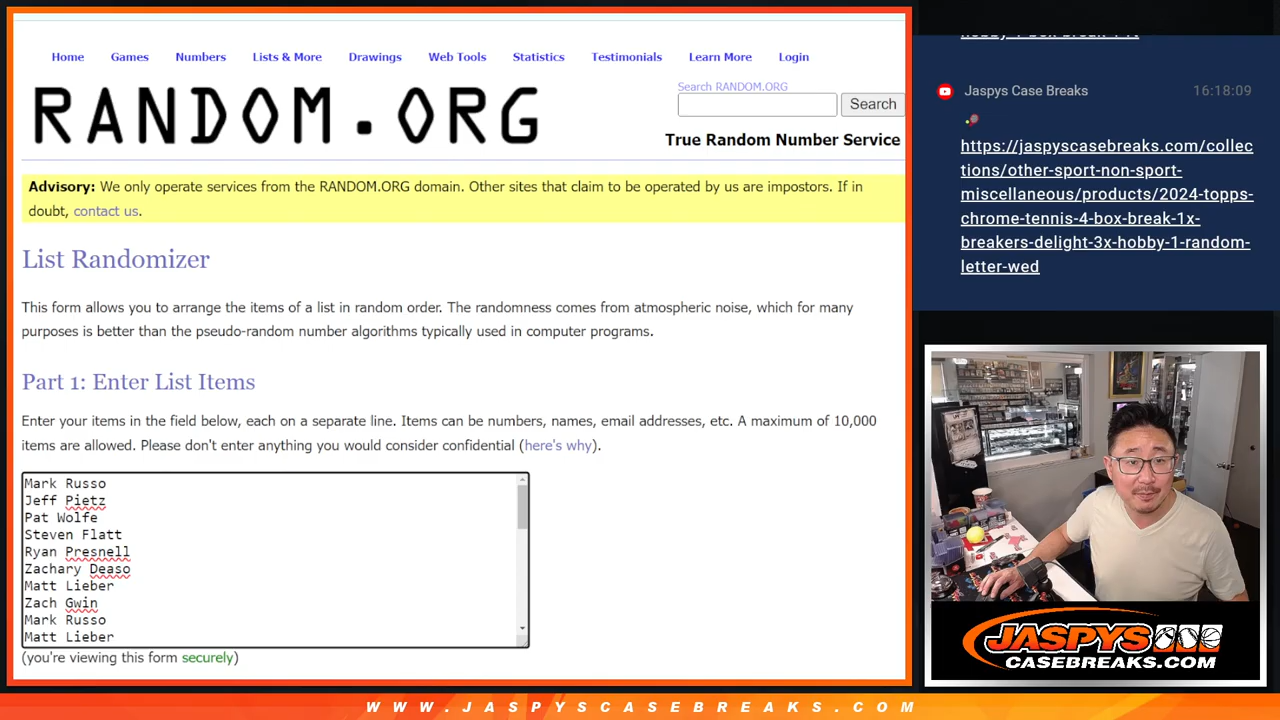 Home Games Numbers Lists & More Drawings Web Tools Statistics Testimonials Learn More Login
RANDOM.ORG
Search RANDOM.ORG
Search
True Random Number Service
Advisory: We only operate services from the RANDOM.ORG domain. Other sites that claim to be operated by us are impostors. If in
doubt, contact us.
List Randomizer
This form allows you to arrange the items of a list in random order. The randomness comes from atmospheric noise, which for many
purposes is better than the pseudo-random number algorithms typically used in computer programs.
Part 1: Enter List Items
Enter your items in the field below, each on a separate line. Items can be numbers, names, email addresses, etc. A maximum of 10,000
items are allowed. Please don't enter anything you would consider confidential (here's why).
Mark Russo
Jeff Pietz
Pat Wolfe
Steven Flatt
Ryan Presnell
Zachary Deaso
Matt Lieber
Zach Gwin
Mark Russo
Matt Lieber
(you're viewing this form securely)
Jaspys Case Breaks 16:18:09
https://jaspyscasebreaks.com/collec
tions/other-sport-non-sport-
miscellaneous/products/2024-topps-
chrome-tennis-4-box-break-1x-
breakers-delight-3x-hobby-1-random-
letter-wed
JASPYS
CASEBREAKS.COM
WWW.JASPYSCASEBREAKS.COM